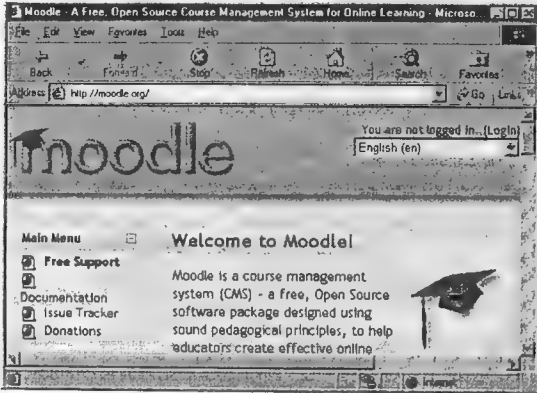 Moodle - A Free, Open Source Course Management System for Online Learning - Microso...
File Edit View Favorites Tools Help
Back Forward Stop Refresh Home Search Favorites
Address http://moodle.org/ Go Links
moodle
You are not logged in. (Login)
English (en)
Main Menu
Free Support
Documentation
Issue Tracker
Donations
Welcome to Moodle!
Moodle is a course management
system (CMS) - a free, Open Source
software package designed using
sound pedagogical principles, to help
educators create effective online
Internet